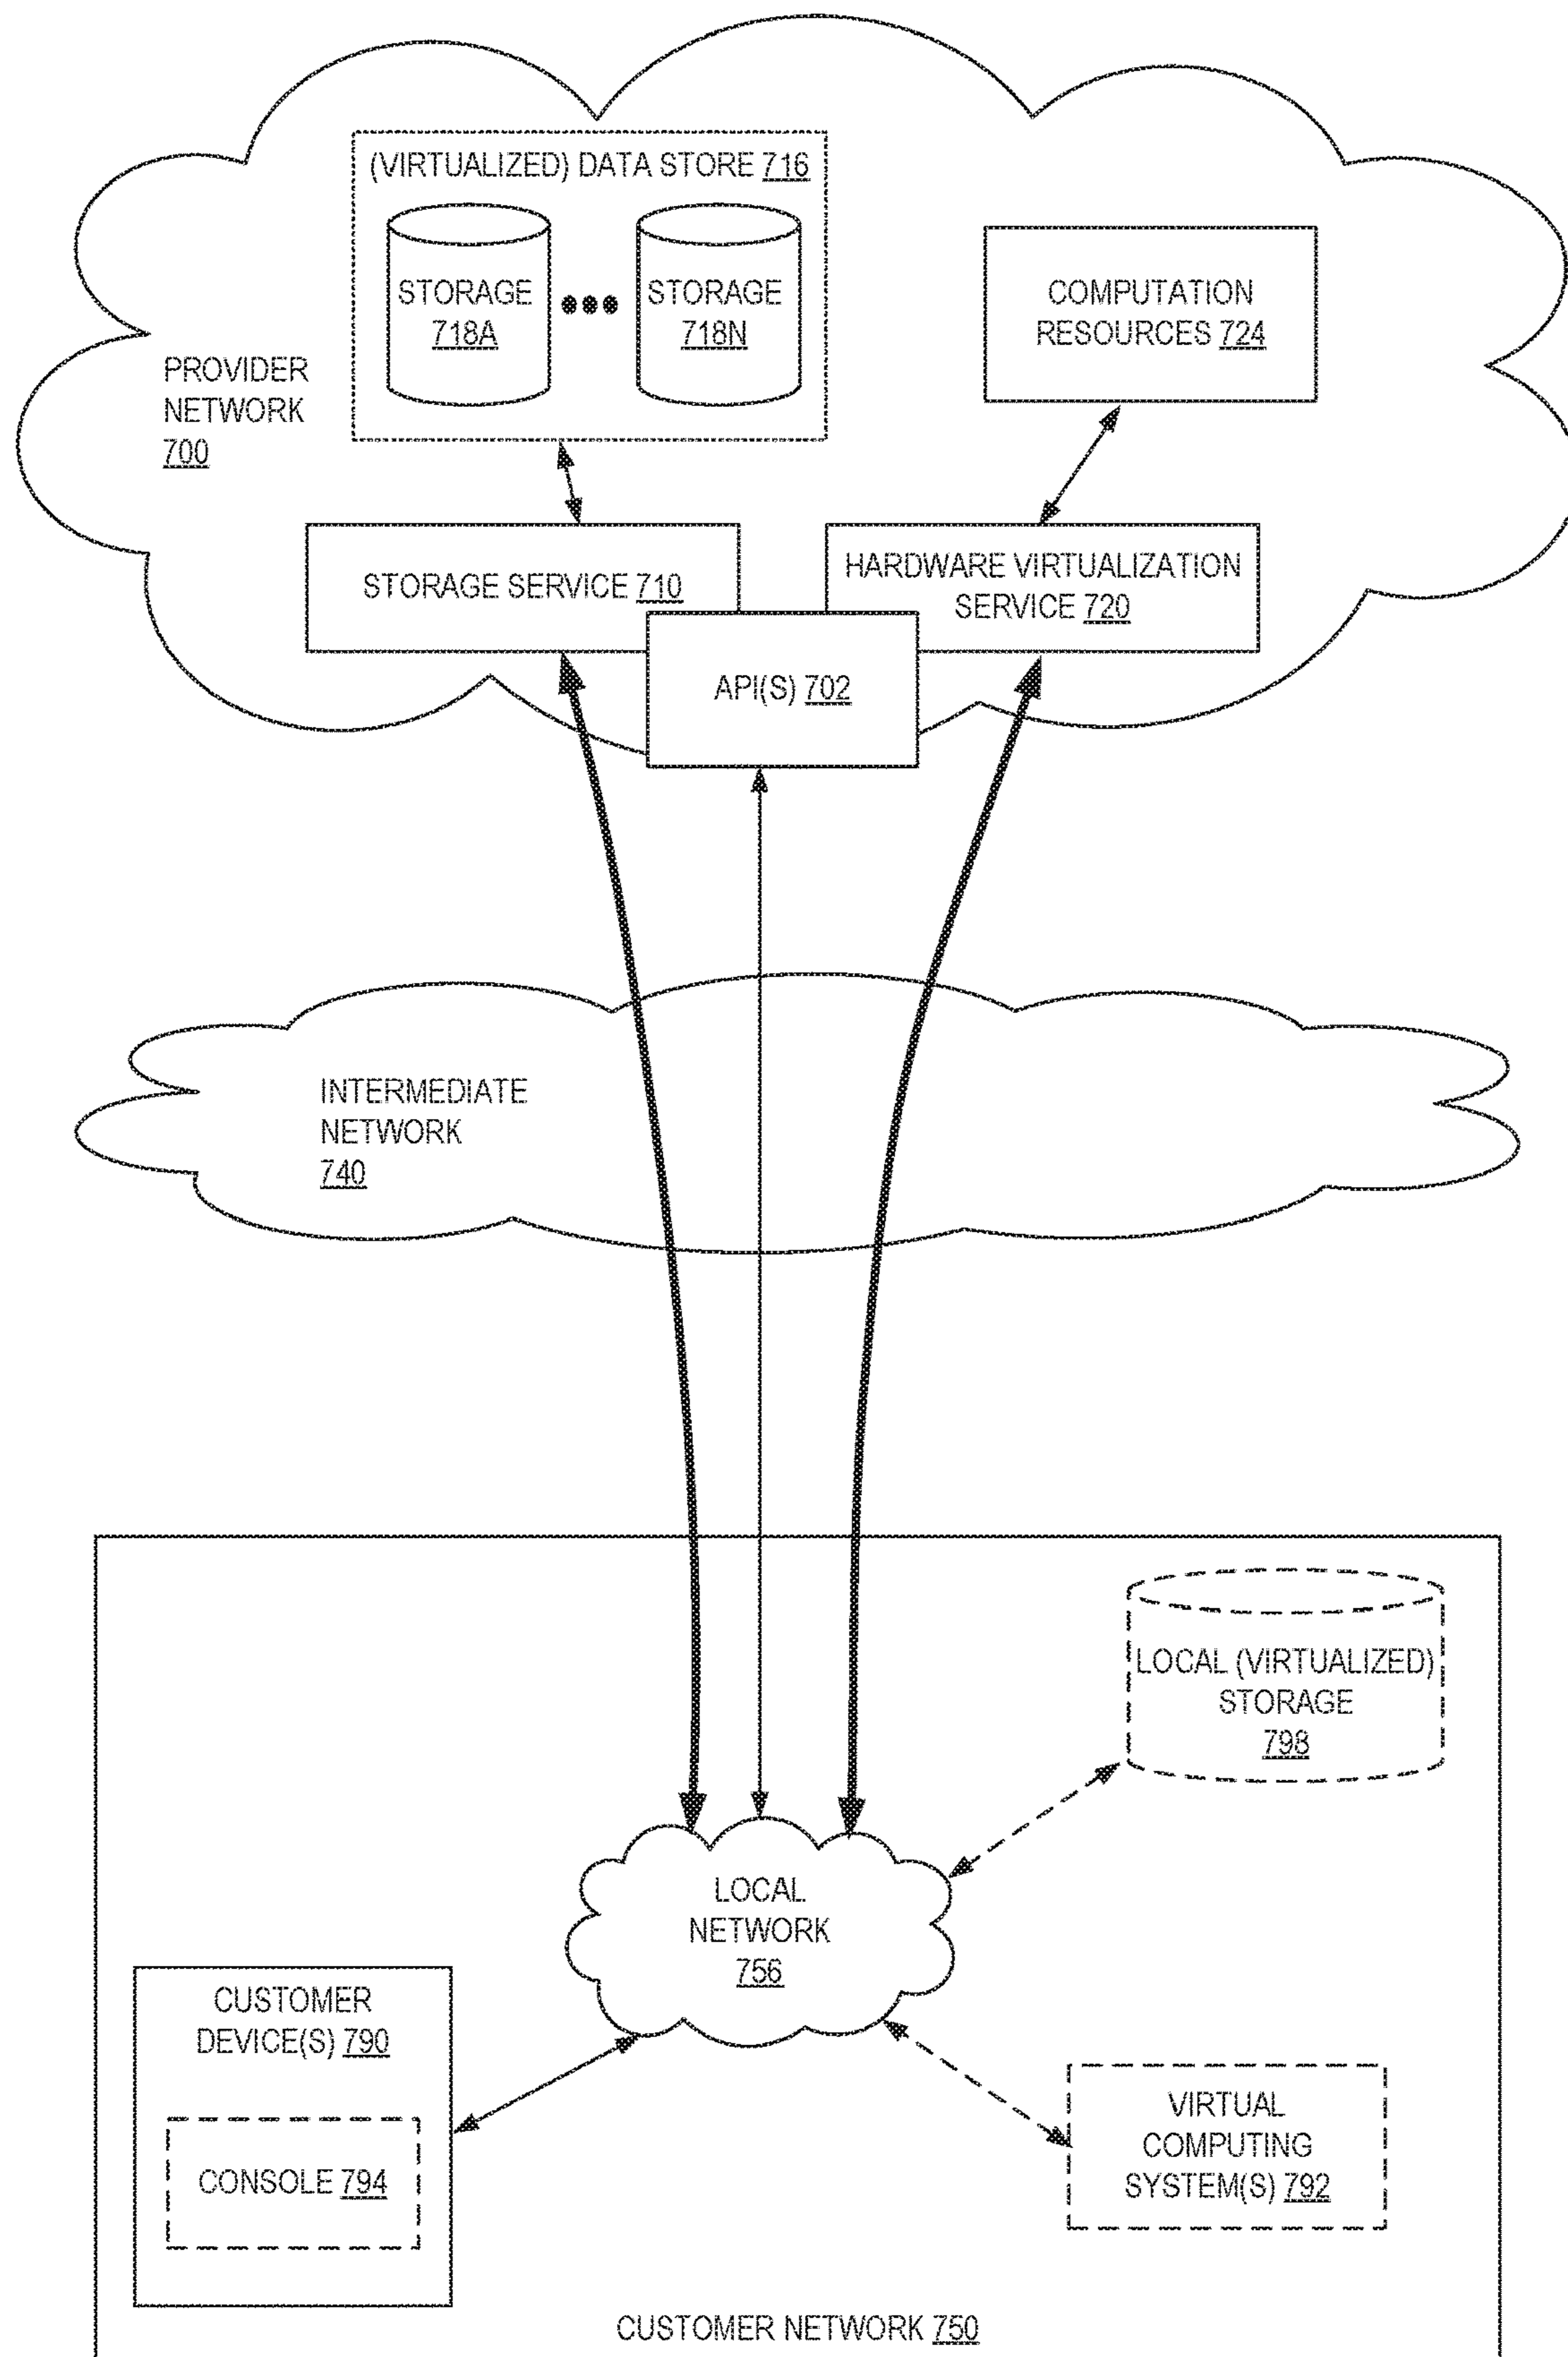 (VIRTUALIZED) DATA STORE 716
STORAGE
718A
STORAGE
718N
COMPUTATION
RESOURCES 724
PROVIDER
NETWORK
700
STORAGE SERVICE 710
HARDWARE VIRTUALIZATION
SERVICE 720
API(S) 702
INTERMEDIATE
NETWORK
740
LOCAL (VIRTUALIZED)
STORAGE
798
LOCAL
NETWORK
756
CUSTOMER
DEVICE(S) 790
CONSOLE 794
VIRTUAL
COMPUTING
SYSTEM(S) 792
CUSTOMER NETWORK 750